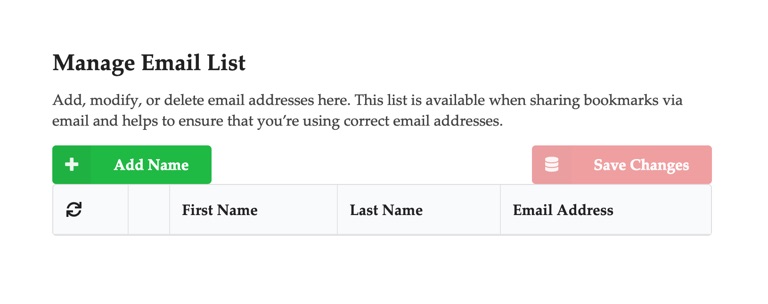 Manage Email List
Add, modify, or delete email addresses here. This list is available when sharing bookmarks via
email and helps to ensure that you’re using correct email addresses.
Add Name
Save Changes
First Name
Last Name
Email Address